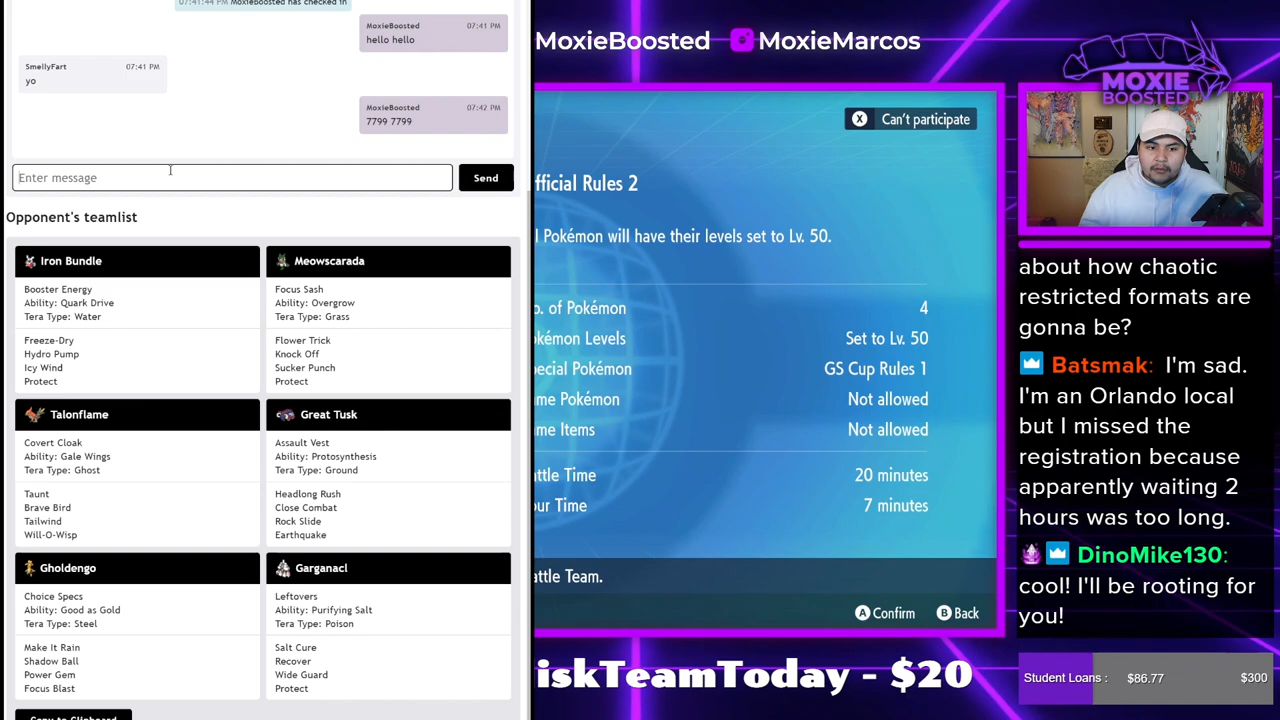 07:41:44 PM MoxieBoosted has checked in
MoxieBoosted 07:41 PM
hello hello
SmellyFart 07:41 PM
yo
MoxieBoosted 07:42 PM
7799 7799
Enter message
Send
Opponent's teamlist
Iron Bundle
Booster Energy
Ability: Quark Drive
Tera Type: Water
Freeze-Dry
Hydro Pump
Icy Wind
Protect
Meowscarada
Focus Sash
Ability: Overgrow
Tera Type: Grass
Flower Trick
Knock Off
Sucker Punch
Protect
Talonflame
Covert Cloak
Ability: Gale Wings
Tera Type: Ghost
Taunt
Brave Bird
Tailwind
Will-O-Wisp
Great Tusk
Assault Vest
Ability: Protosynthesis
Tera Type: Ground
Headlong Rush
Close Combat
Rock Slide
Earthquake
Gholdengo
Choice Specs
Ability: Good as Gold
Tera Type: Steel
Make It Rain
Shadow Ball
Power Gem
Focus Blast
Garganacl
Leftovers
Ability: Purifying Salt
Tera Type: Poison
Salt Cure
Recover
Wide Guard
Protect
Copy to Clipboard
MoxieBoosted MoxieMarcos
X Can't participate
fficial Rules 2
l Pokémon will have their levels set to Lv. 50.
o. of Pokémon 4
okémon Levels Set to Lv. 50
pecial Pokémon GS Cup Rules 1
ame Pokémon Not allowed
ame Items Not allowed
attle Time 20 minutes
our Time 7 minutes
attle Team.
A Confirm B Back
iskTeamToday - $20
MOXIE
BOOSTED
about how chaotic
restricted formats are
gonna be?
Batsmak: I'm sad.
I'm an Orlando local
but I missed the
registration because
apparently waiting 2
hours was too long.
DinoMike130:
cool! I'll be rooting for
you!
Student Loans : $86.77 $300